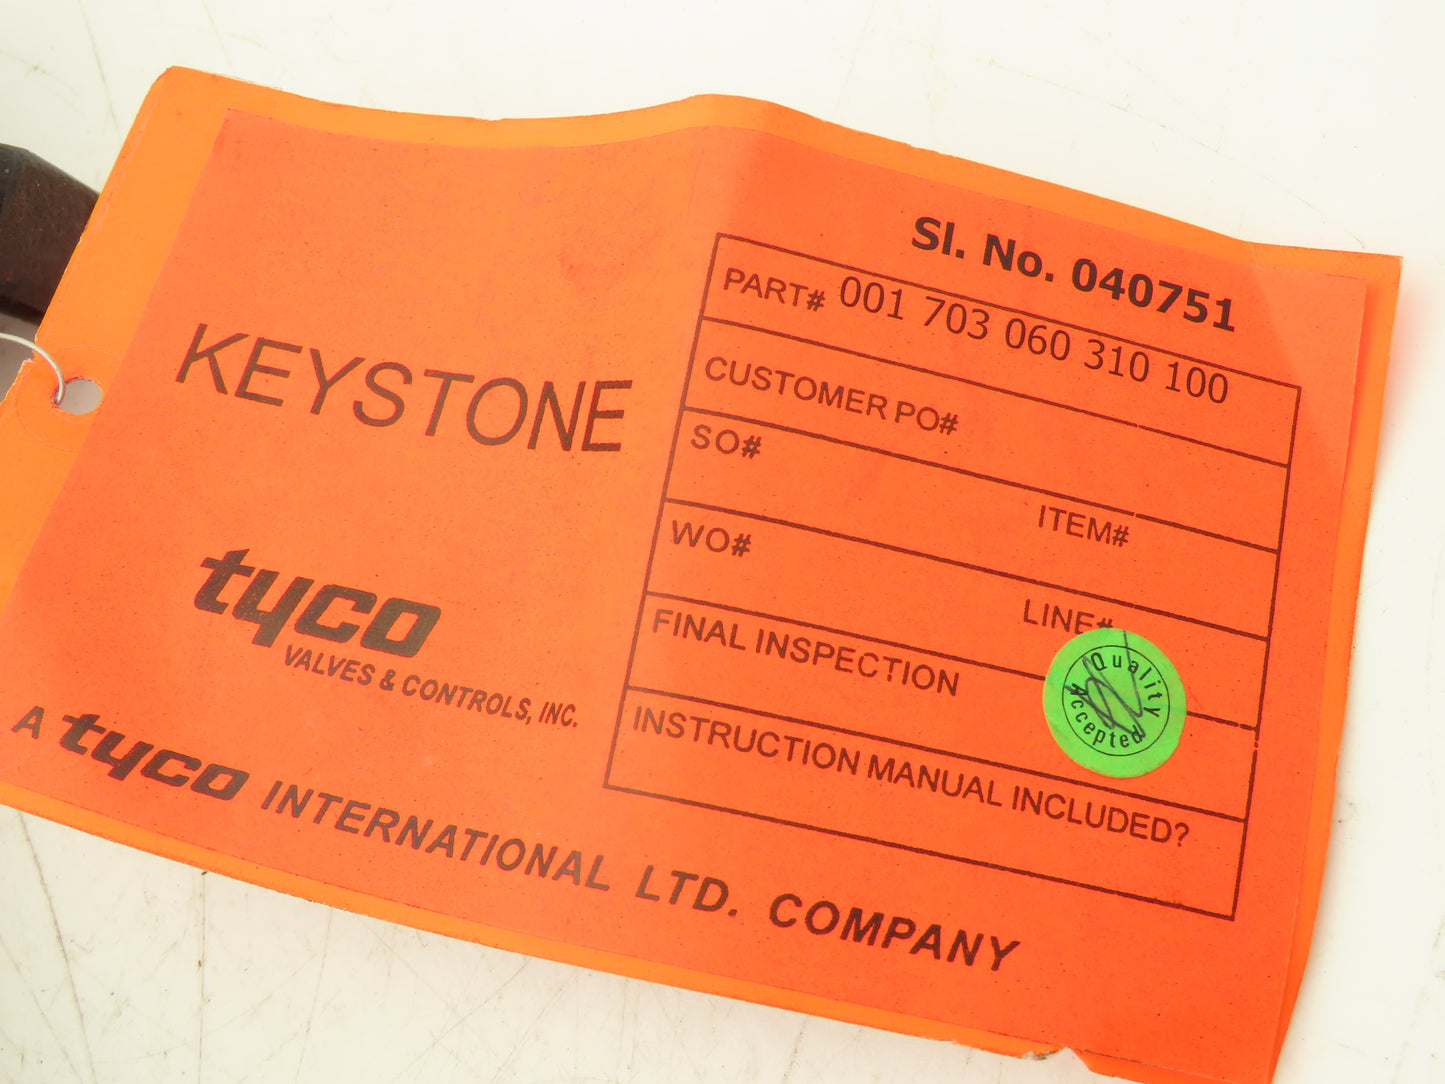 KEYSTONE
tyco
VALVES & CONTROLS, INC.
A tyco INTERNATIONAL LTD. COMPANY
Sl. No. 040751
PART# 001 703 060 310 100
CUSTOMER PO#
SO#
ITEM#
WO#
LINE#
FINAL INSPECTION
Quality
Accepted
INSTRUCTION MANUAL INCLUDED?